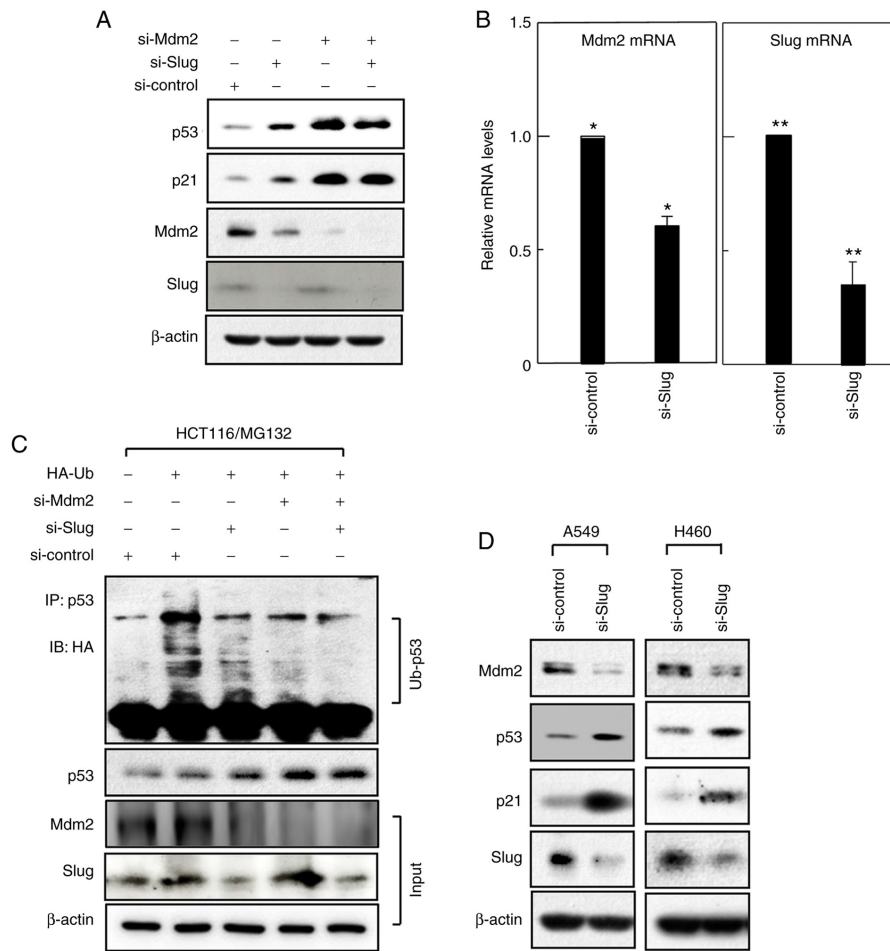 A
si-Mdm2 – – + +
si-Slug – + – +
si-control + – – –
p53
p21
Mdm2
Slug
β-actin
B
1.5
1.0
0.5
0
Relative mRNA levels
Mdm2 mRNA
Slug mRNA
*
*
**
**
si-control
si-Slug
si-control
si-Slug
C
HCT116/MG132
HA-Ub – + + + +
si-Mdm2 – – – + +
si-Slug – – + – +
si-control + + – – –
IP: p53
IB: HA
Ub-p53
p53
Mdm2
Slug
β-actin
Input
D
A549
H460
si-control
si-Slug
si-control
si-Slug
Mdm2
p53
p21
Slug
β-actin